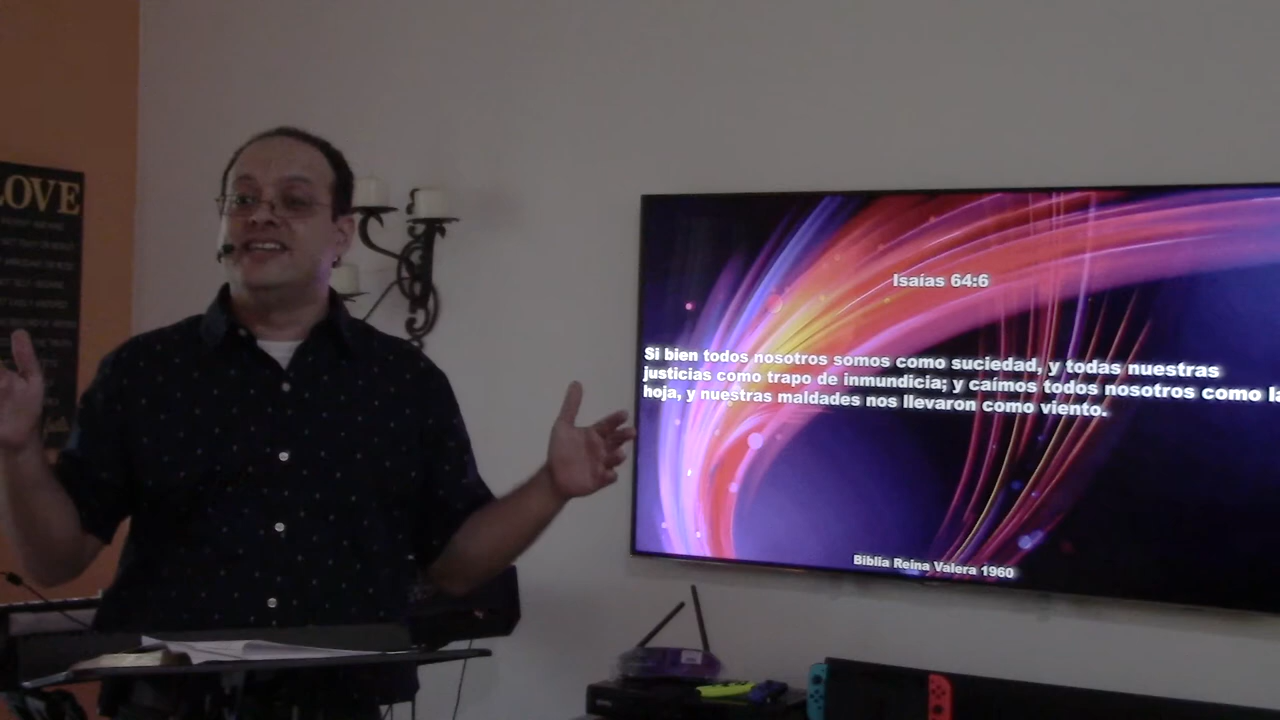 LOVE
Isaías 64:6
Si bien todos nosotros somos como suciedad, y todas nuestras
justicias como trapo de inmundicia; y caímos todos nosotros como la
hoja, y nuestras maldades nos llevaron como viento.
Biblia Reina Valera 1960